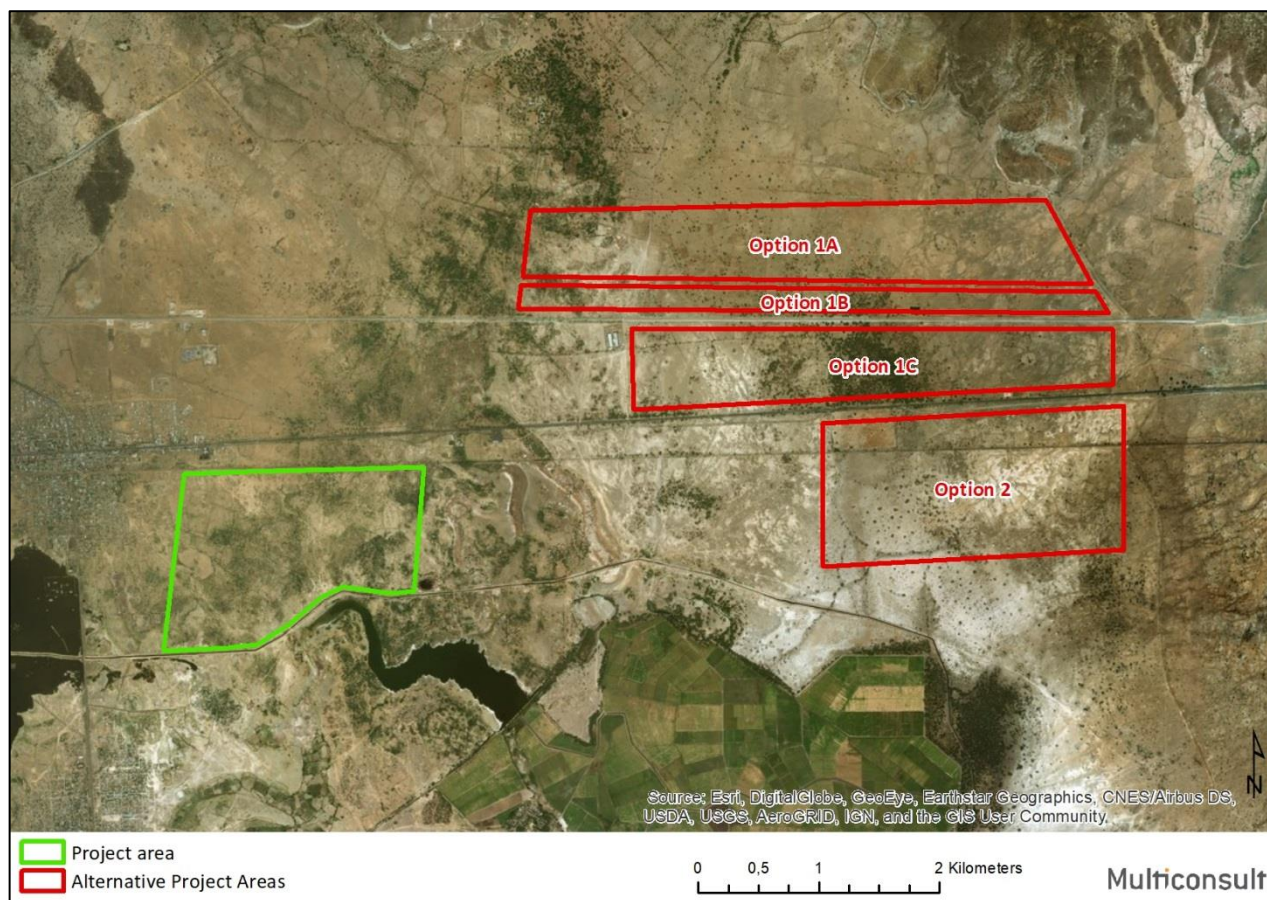 Option 1A
Option 1B
Option 1C
Option 2
N
Source: Esri, DigitalGlobe, GeoEye, Earthstar Geographics, CNES/Airbus DS,
USDA, USGS, AeroGRID, IGN, and the GIS User Community
Project area
Alternative Project Areas
0 0,5 1 2 Kilometers
Multiconsult